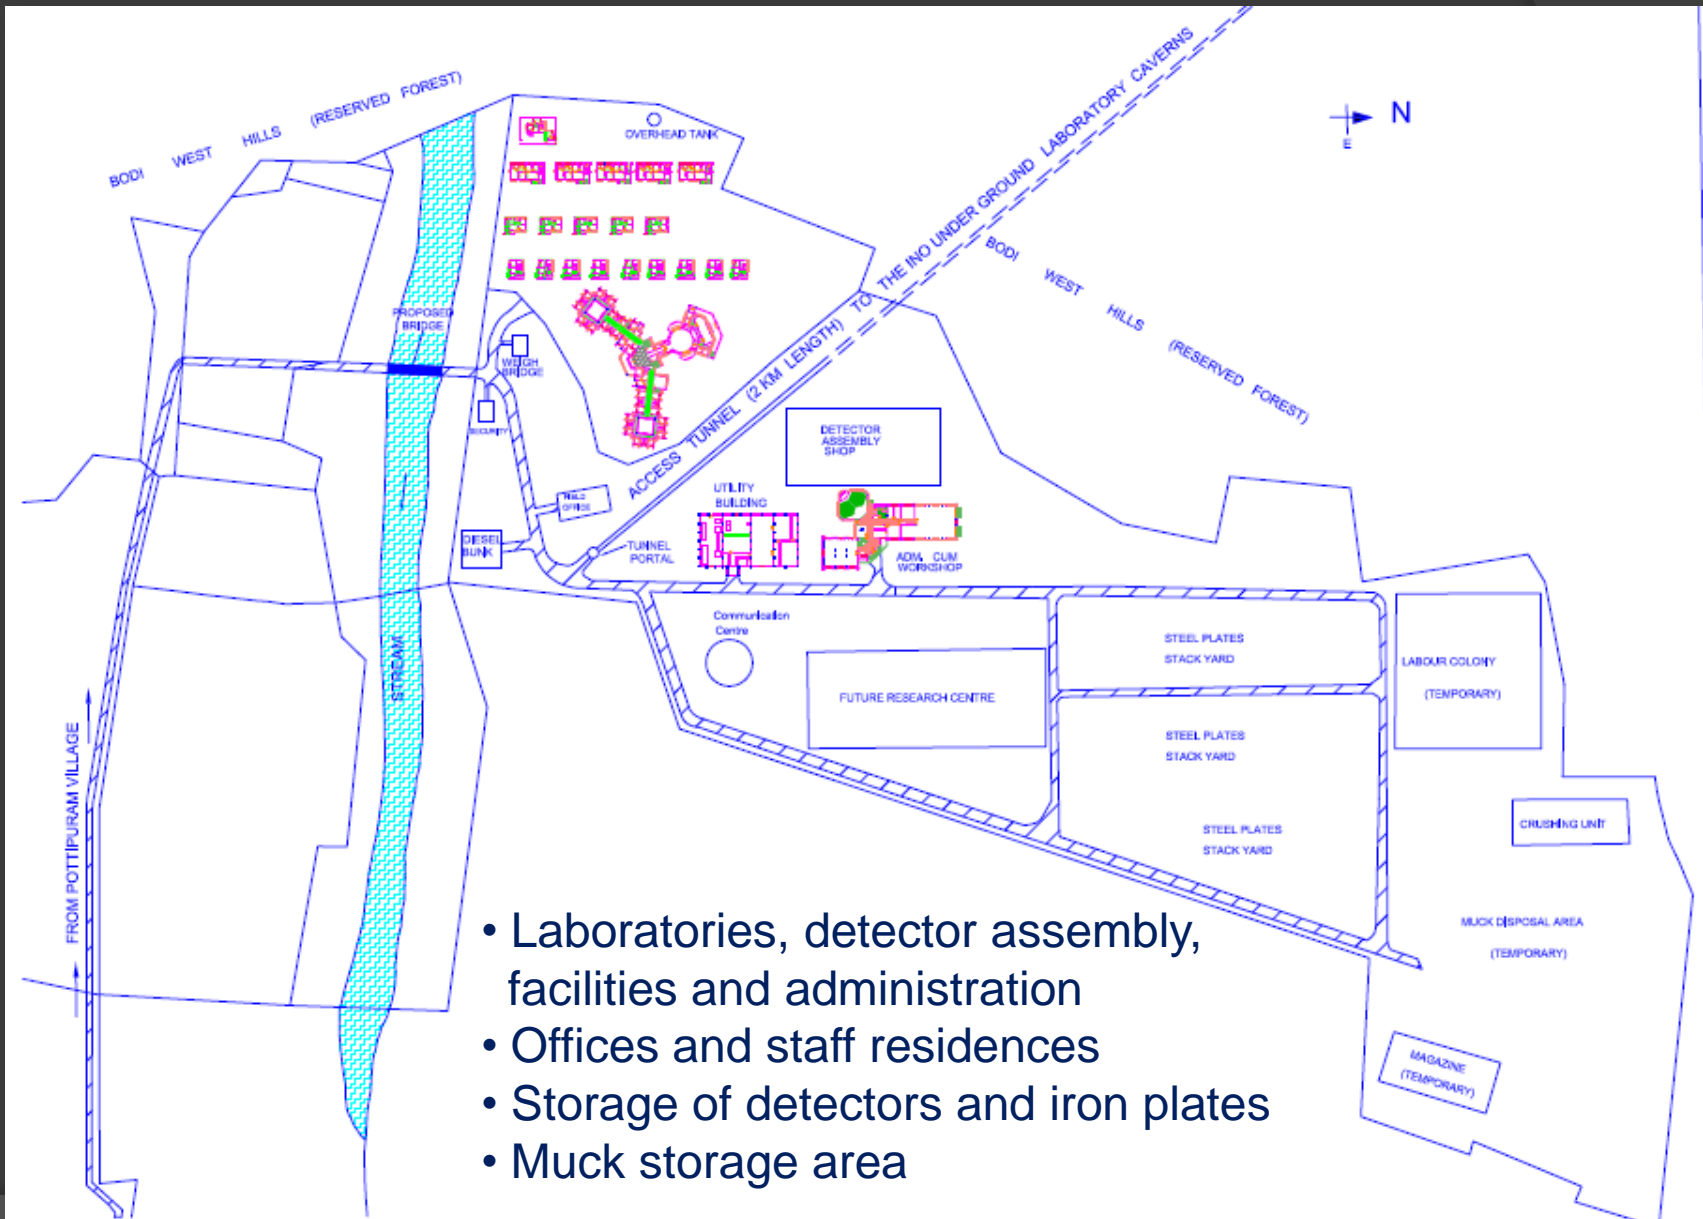 BODI WEST HILLS (RESERVED FOREST)
OVERHEAD TANK
ACCESS TUNNEL (2 KM LENGTH) TO THE INO UNDER GROUND LABORATORY CAVERNS
N
E
BODI WEST HILLS (RESERVED FOREST)
PROPOSED
BRIDGE
WEIGH
BRIDGE
SECURITY
DETECTOR
ASSEMBLY
SHOP
FIELD
OFFICE
UTILITY
BUILDING
DIESEL
BUNK
TUNNEL
PORTAL
ADM. CUM
WORKSHOP
Communication
Centre
STREAM
STEEL PLATES
STACK YARD
LABOUR COLONY
(TEMPORARY)
FUTURE RESEARCH CENTRE
STEEL PLATES
STACK YARD
FROM POTTIPURAM VILLAGE
STEEL PLATES
STACK YARD
CRUSHING UNIT
MUCK DISPOSAL AREA
(TEMPORARY)
MAGAZINE
(TEMPORARY)
• Laboratories, detector assembly,
facilities and administration
• Offices and staff residences
• Storage of detectors and iron plates
• Muck storage area